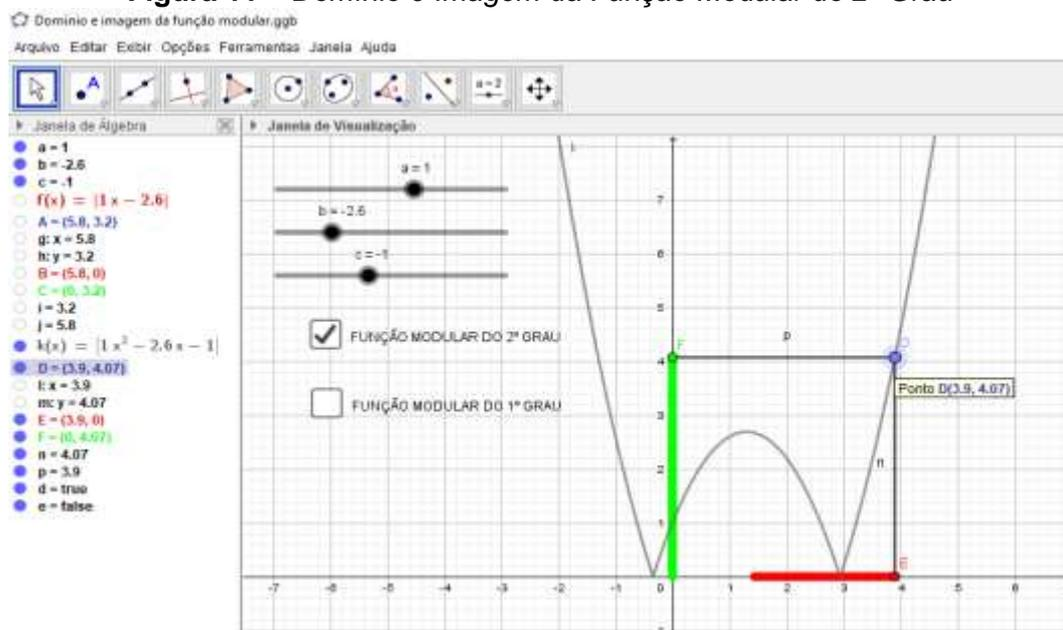 Dominio e imagem da função modular.ggb
Arquivo Editar Exibir Opções Ferramentas Janela Ajuda
A
a=2
Janela de Álgebra
Janela de Visualização
a = 1
b = -2.6
c = -1
f(x) = |1 x − 2.6|
A = (5.8, 3.2)
g: x = 5.8
h: y = 3.2
B = (5.8, 0)
C = (0, 3.2)
i = 3.2
j = 5.8
k(x) = |1 x² − 2.6 x − 1|
D = (3.9, 4.07)
l: x = 3.9
m: y = 4.07
E = (3.9, 0)
F = (0, 4.07)
n = 4.07
p = 3.9
d = true
e = false
a = 1
b = -2.6
c = -1
FUNÇÃO MODULAR DO 2º GRAU
FUNÇÃO MODULAR DO 1º GRAU
7
6
5
4
3
2
1
F
p
D
Ponto D(3.9, 4.07)
n
E
-7 -6 -5 -4 -3 -2 -1 0 1 2 3 4 5 6